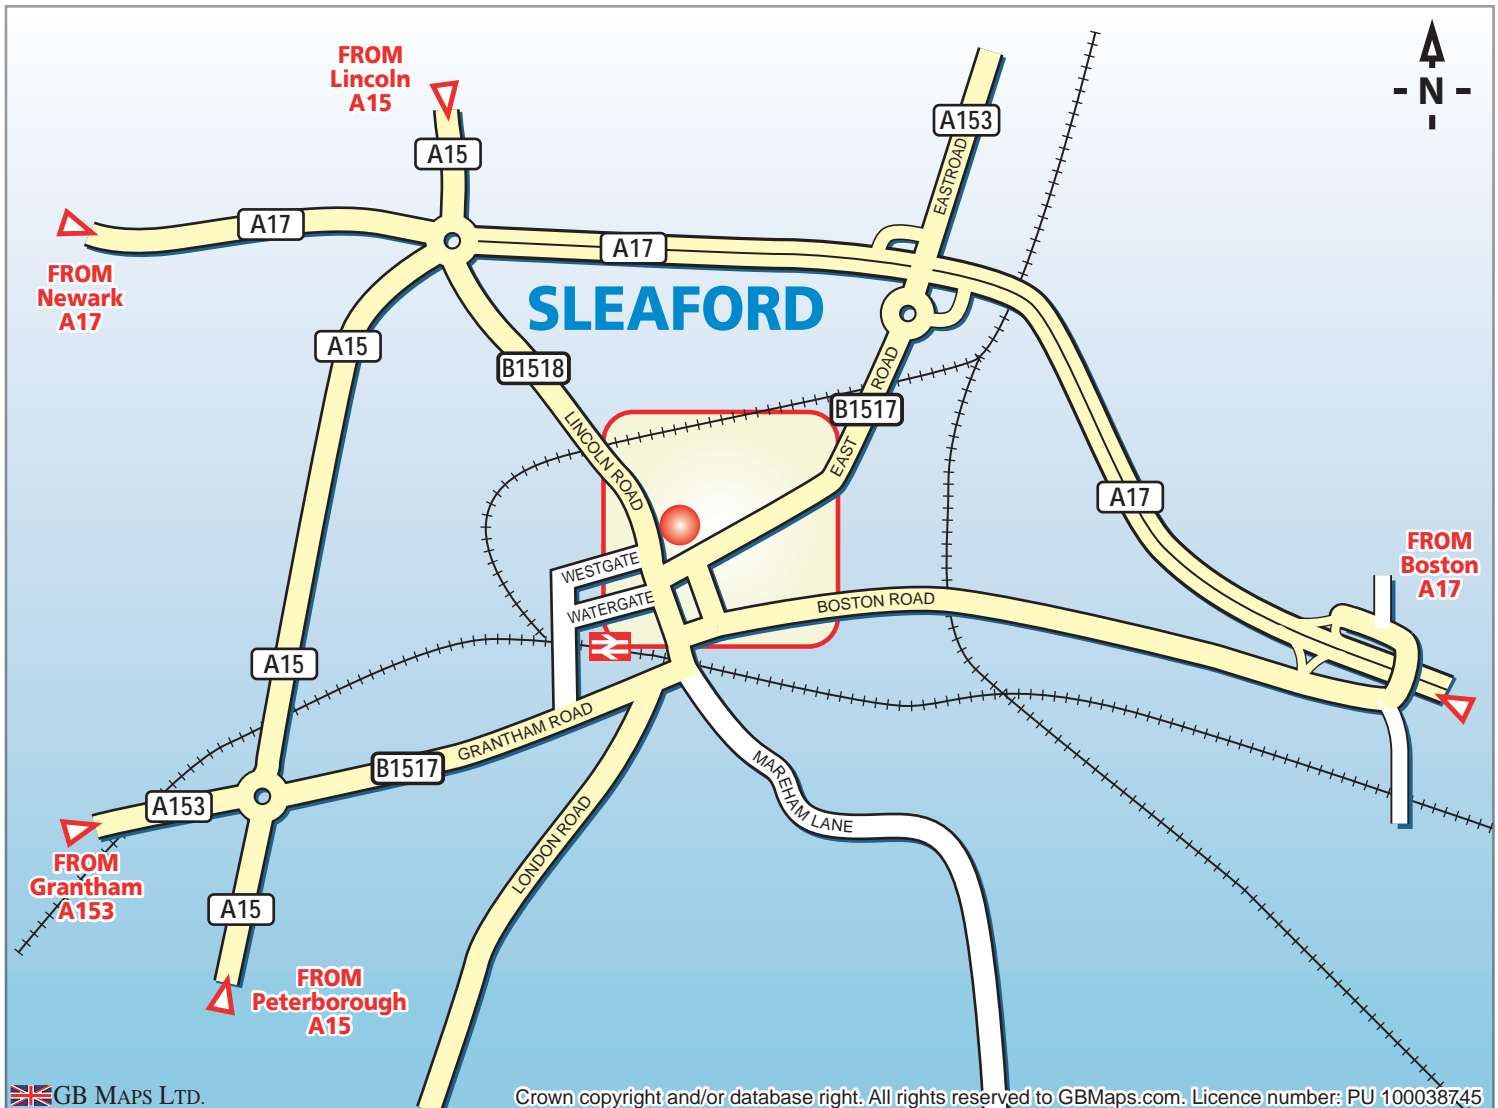 FROM
Lincoln
A15
A15
A153
N
EASTROAD
A17
A17
FROM
Newark
A17
SLEAFORD
A15
B1518
ROAD
B1517
EAST
LINCOLN ROAD
A17
FROM
Boston
A17
WESTGATE
WATERGATE
BOSTON ROAD
A15
GRANTHAM ROAD
B1517
MAREHAM LANE
A153
LONDON ROAD
FROM
Grantham
A153
A15
FROM
Peterborough
A15
GB MAPS LTD.
Crown copyright and/or database right. All rights reserved to GBMaps.com. Licence number: PU 100038745